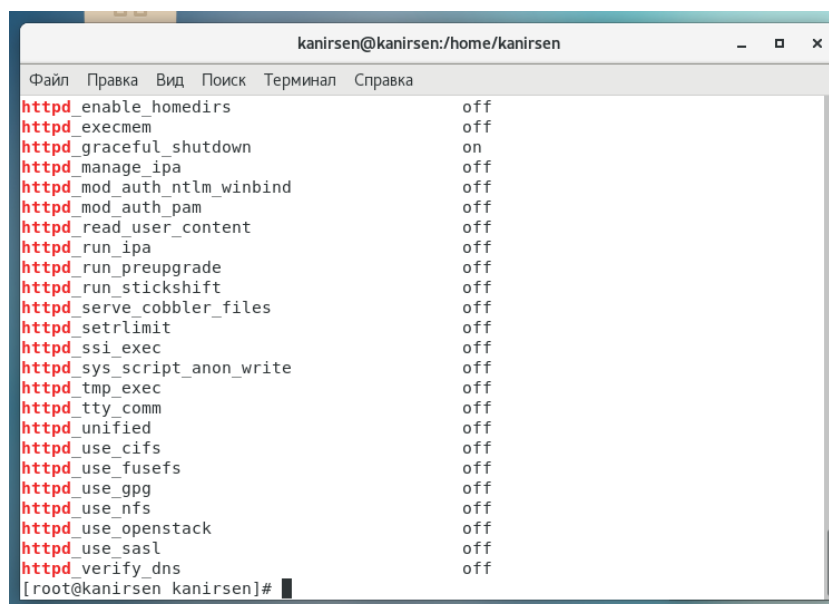 kanirsen@kanirsen:/home/kanirsen
Файл Правка Вид Поиск Терминал Справка
httpd_enable_homedirs off
httpd_execmem off
httpd_graceful_shutdown on
httpd_manage_ipa off
httpd_mod_auth_ntlm_winbind off
httpd_mod_auth_pam off
httpd_read_user_content off
httpd_run_ipa off
httpd_run_preupgrade off
httpd_run_stickshift off
httpd_serve_cobbler_files off
httpd_setrlimit off
httpd_ssi_exec off
httpd_sys_script_anon_write off
httpd_tmp_exec off
httpd_tty_comm off
httpd_unified off
httpd_use_cifs off
httpd_use_fusefs off
httpd_use_gpg off
httpd_use_nfs off
httpd_use_openstack off
httpd_use_sasl off
httpd_verify_dns off
[root@kanirsen kanirsen]#